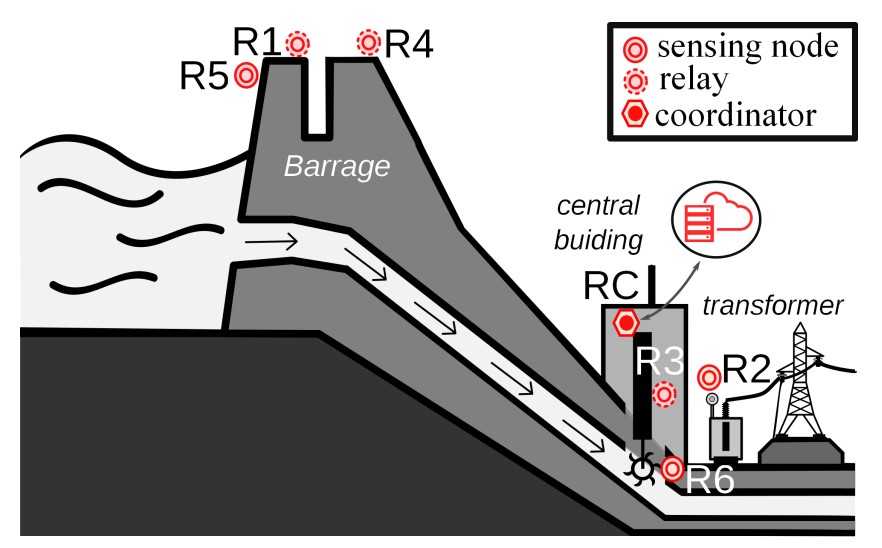 R1
R4
R5
sensing node
relay
coordinator
Barrage
central
buiding
RC
transformer
R3
R2
R6